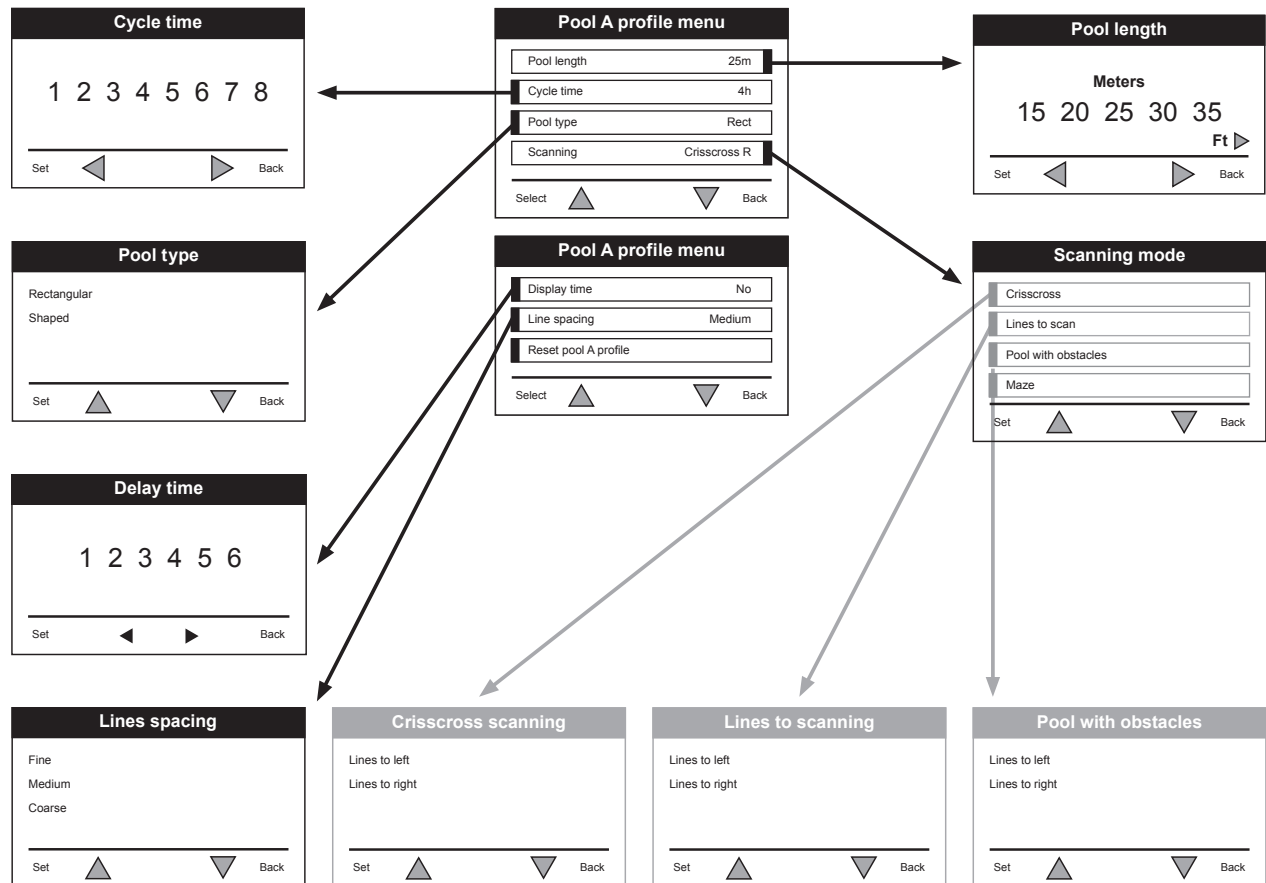 Cycle time
1 2 3 4 5 6 7 8
Set Back
Pool A profile menu
Pool length 25m
Cycle time 4h
Pool type Rect
Scanning Crisscross R
Select Back
Pool length
Meters
15 20 25 30 35
Ft
Set Back
Pool type
Rectangular
Shaped
Set Back
Pool A profile menu
Display time No
Line spacing Medium
Reset pool A profile
Select Back
Scanning mode
Crisscross
Lines to scan
Pool with obstacles
Maze
Set Back
Delay time
1 2 3 4 5 6
Set Back
Lines spacing
Fine
Medium
Coarse
Set Back
Crisscross scanning
Lines to left
Lines to right
Set Back
Lines to scanning
Lines to left
Lines to right
Set Back
Pool with obstacles
Lines to left
Lines to right
Set Back